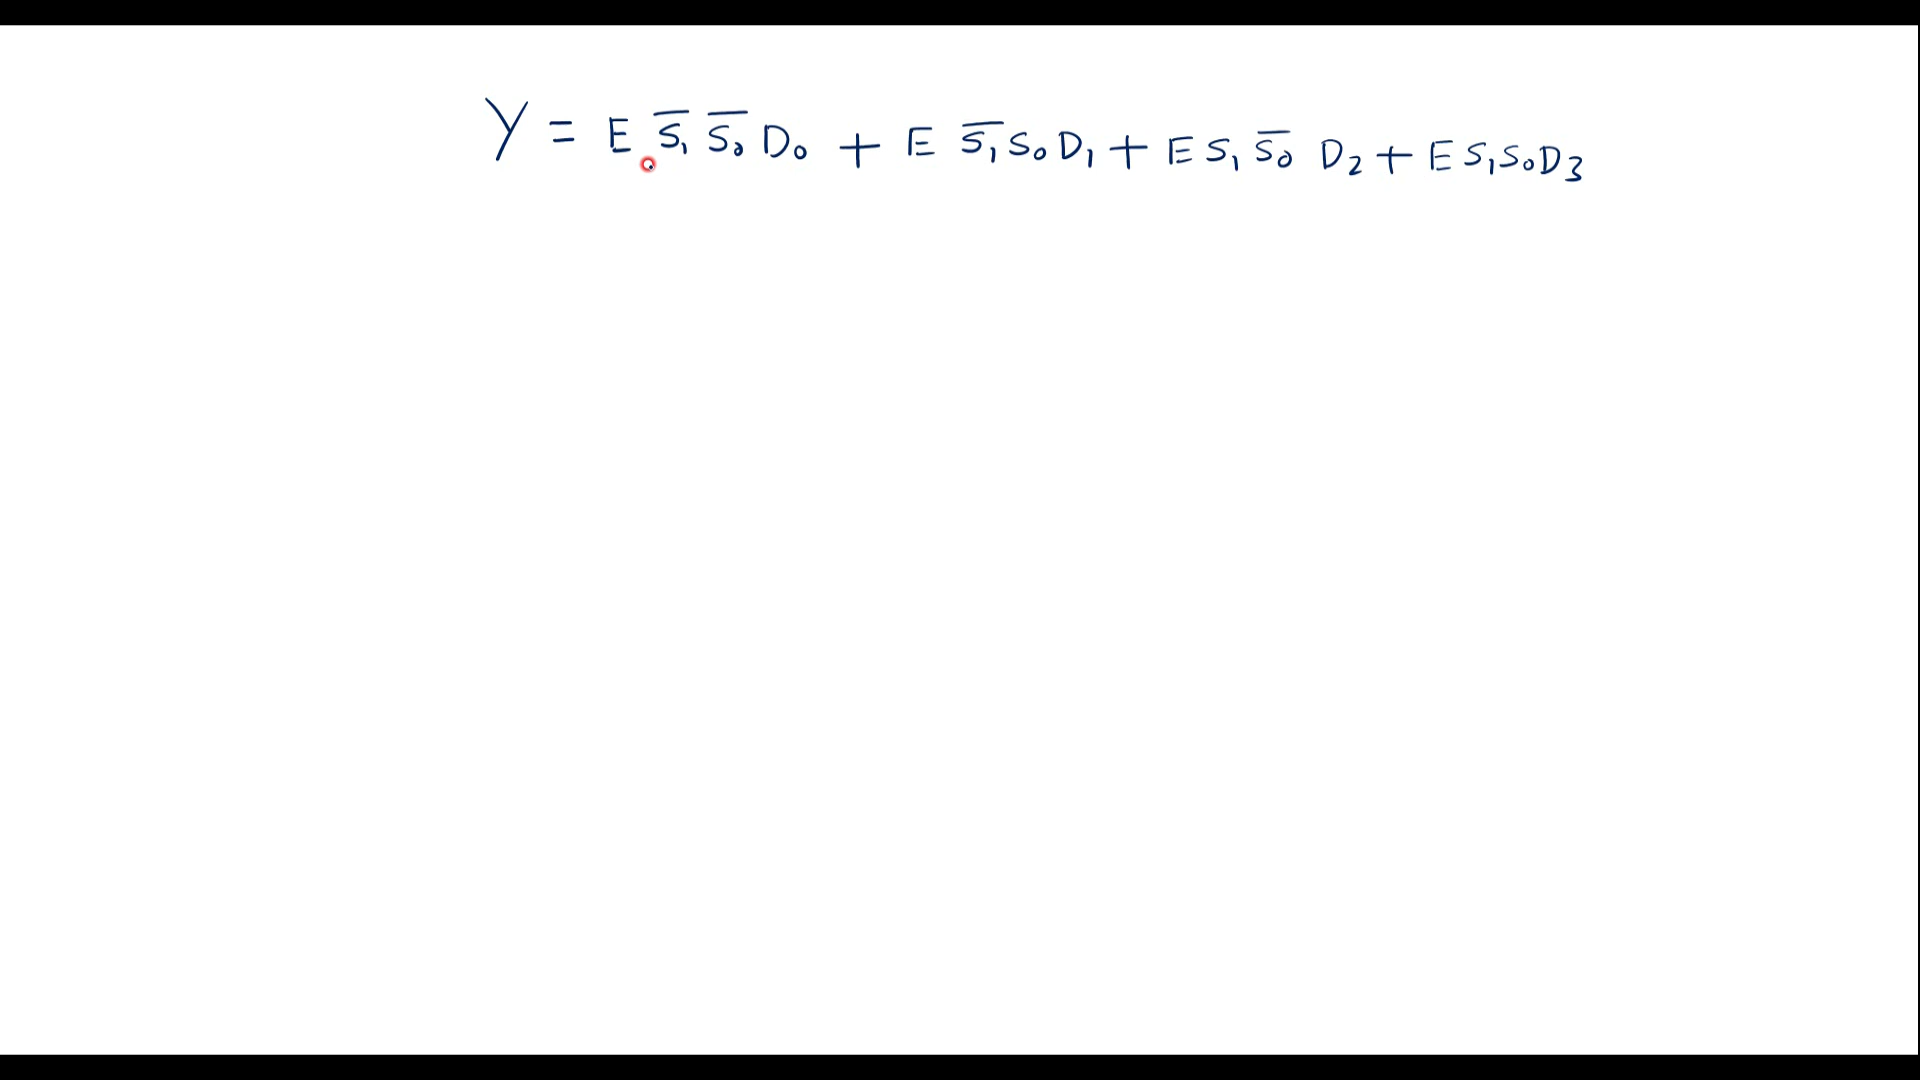 Y = E S̅₁ S̅₀ D₀ + E S̅₁ S₀ D₁ + E S₁ S̅₀ D₂ + E S₁ S₀ D₃